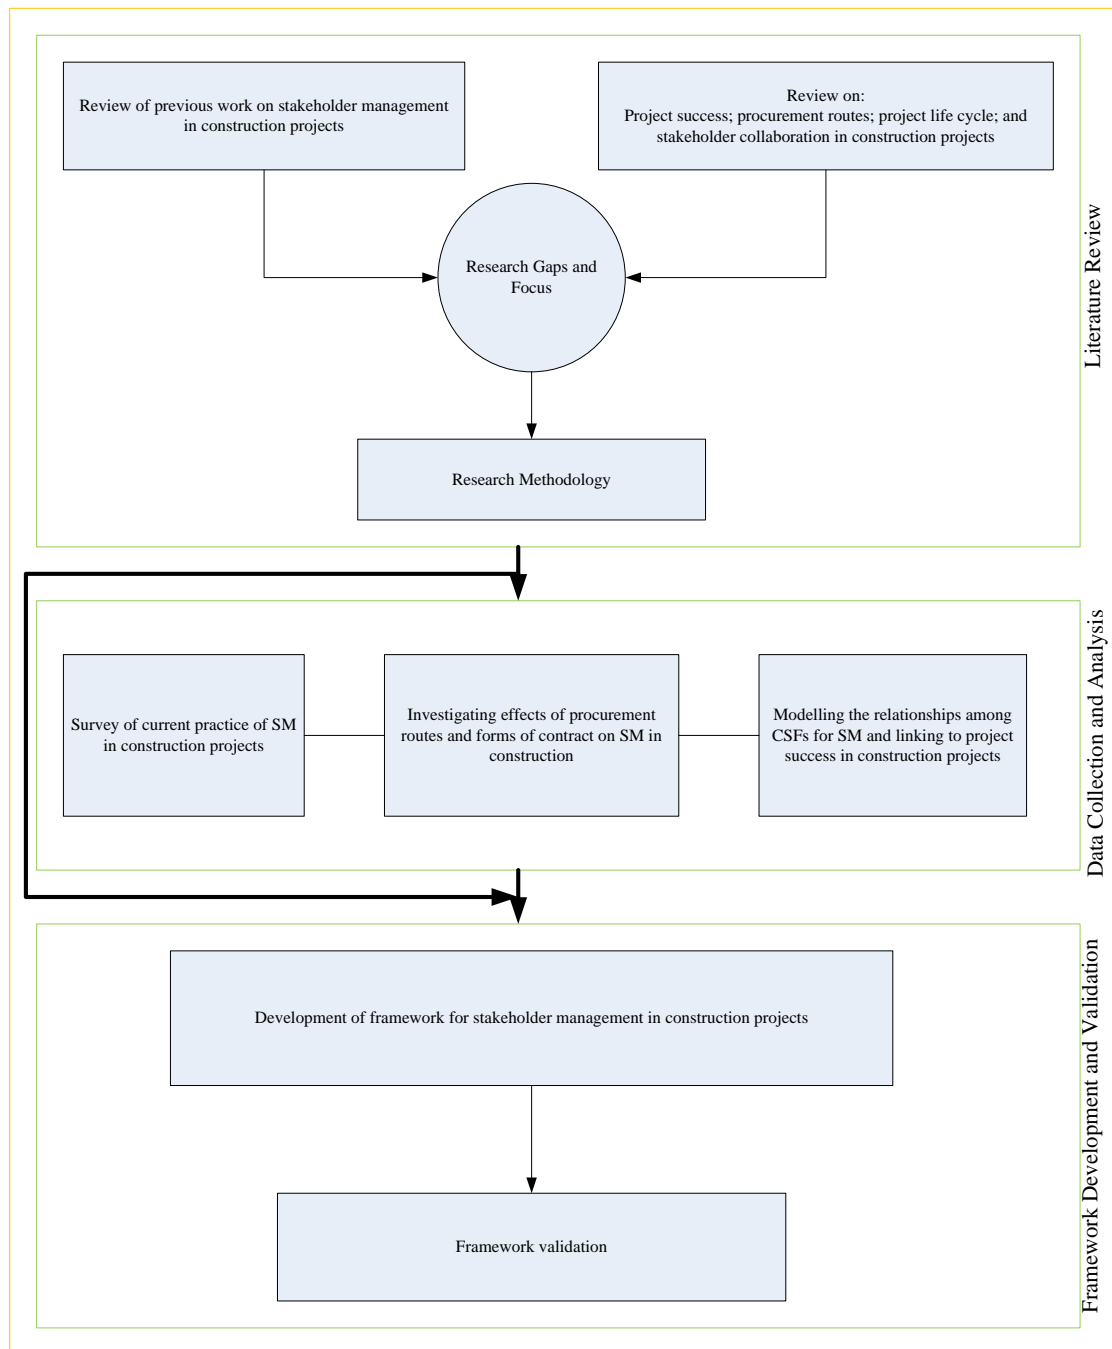 Review of previous work on stakeholder management
in construction projects
Review on:
Project success; procurement routes; project life cycle; and
stakeholder collaboration in construction projects
Research Gaps and
Focus
Research Methodology
Literature Review
Survey of current practice of SM
in construction projects
Investigating effects of procurement
routes and forms of contract on SM in
construction
Modelling the relationships among
CSFs for SM and linking to project
success in construction projects
Data Collection and Analysis
Development of framework for stakeholder management in construction projects
Framework validation
Framework Development and Validation